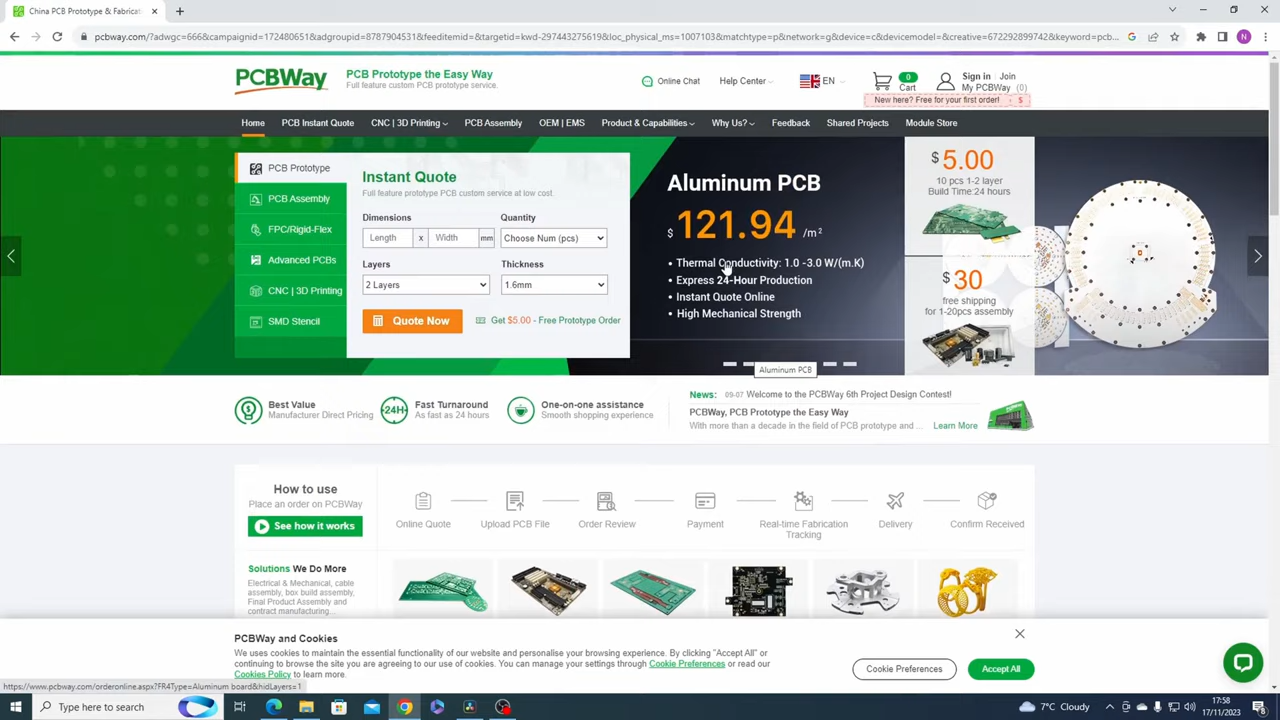 China PCB Prototype & Fabricat
pcbway.com/?adwgc=666&campaignid=172480651&adgroupid=8787904531&feeditemid=&targetid=kwd-297443275619&loc_physical_ms=1007103&matchtype=p&network=g&device=c&devicemodel=&creative=672292899742&keyword=pcb...
N
PCBWay
PCB Prototype the Easy Way
Full feature custom PCB prototype service.
Online Chat
Help Center
EN
0
Cart
Sign in
Join
My PCBWay (0)
New here? Free for your first order! $
Home
PCB Instant Quote
CNC | 3D Printing
PCB Assembly
OEM | EMS
Product & Capabilities
Why Us?
Feedback
Shared Projects
Module Store
PCB Prototype
PCB Assembly
FPC/Rigid-Flex
Advanced PCBs
CNC | 3D Printing
SMD Stencil
Instant Quote
Full feature prototype PCB custom service at low cost.
Dimensions
Quantity
Length x Width mm
Choose Num (pcs)
Layers
Thickness
2 Layers
1.6mm
Quote Now
Get $5.00 - Free Prototype Order
Aluminum PCB
$ 121.94 /m²
• Thermal Conductivity: 1.0 -3.0 W/(m.K)
• Express 24-Hour Production
• Instant Quote Online
• High Mechanical Strength
Aluminum PCB
$ 5.00
10 pcs 1-2 layer
Build Time:24 hours
$ 30
free shipping
for 1-20pcs assembly
Best Value
Manufacturer Direct Pricing
24H
Fast Turnaround
As fast as 24 hours
One-on-one assistance
Smooth shopping experience
News: 09-07 Welcome to the PCBWay 6th Project Design Contest!
PCBWay, PCB Prototype the Easy Way
With more than a decade in the field of PCB prototype and ...
Learn More
How to use
Place an order on PCBWay
See how it works
Online Quote
Upload PCB File
Order Review
Payment
Real-time Fabrication
Tracking
Delivery
Confirm Received
Solutions We Do More
Electrical & Mechanical, cable
assembly, box build assembly,
Final Product Assembly and
contract manufacturing...
PCBWay and Cookies
We uses cookies to maintain the essential functionality of our website and personalise your browsing experience. By clicking "Accept All" or
continuing to browse the site you are agreeing to our use of cookies. You can manage your settings through Cookie Preferences or read our
Cookies Policy to learn more.
Cookie Preferences
Accept All
https://www.pcbway.com/orderonline.aspx?FR4Type=Aluminum board&hidLayers=1
Type here to search
7°C Cloudy
17:58
17/11/2023
8